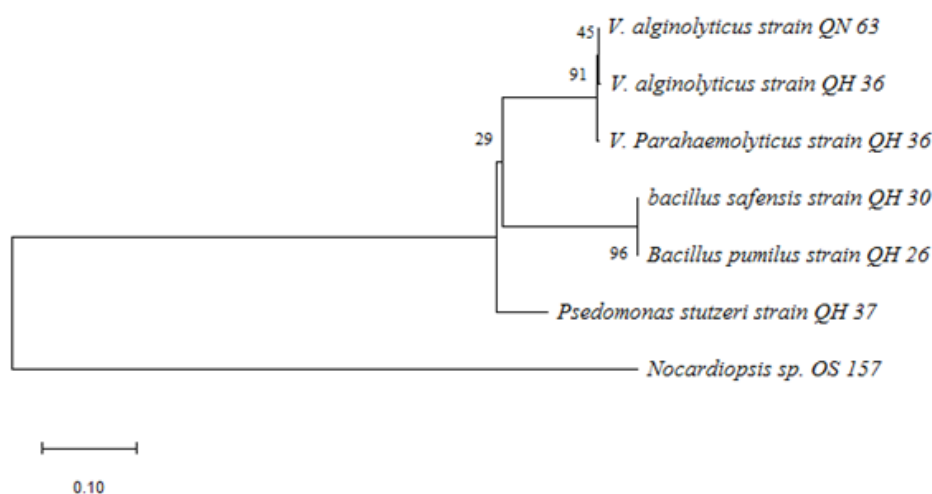 45 V. alginolyticus strain QN 63
91 V. alginolyticus strain QH 36
29 V. Parahaemolyticus strain QH 36
bacillus safensis strain QH 30
96 Bacillus pumilus strain QH 26
Psedomonas stutzeri strain QH 37
Nocardiopsis sp. OS 157
0.10